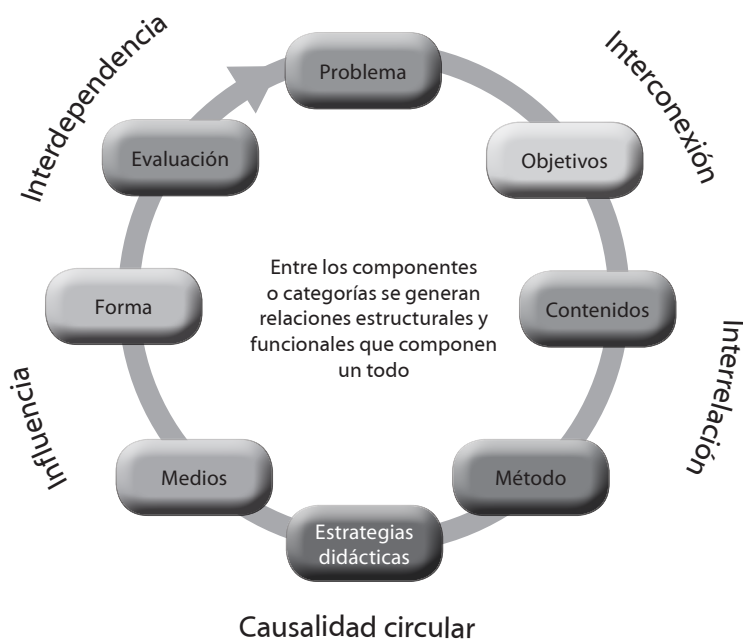 Interdependencia
Problema
Interconexión
Evaluación
Objetivos
Entre los componentes
o categorías se generan
relaciones estructurales y
funcionales que componen
un todo
Forma
Contenidos
Influencia
Interrelación
Medios
Método
Estrategias
didácticas
Causalidad circular